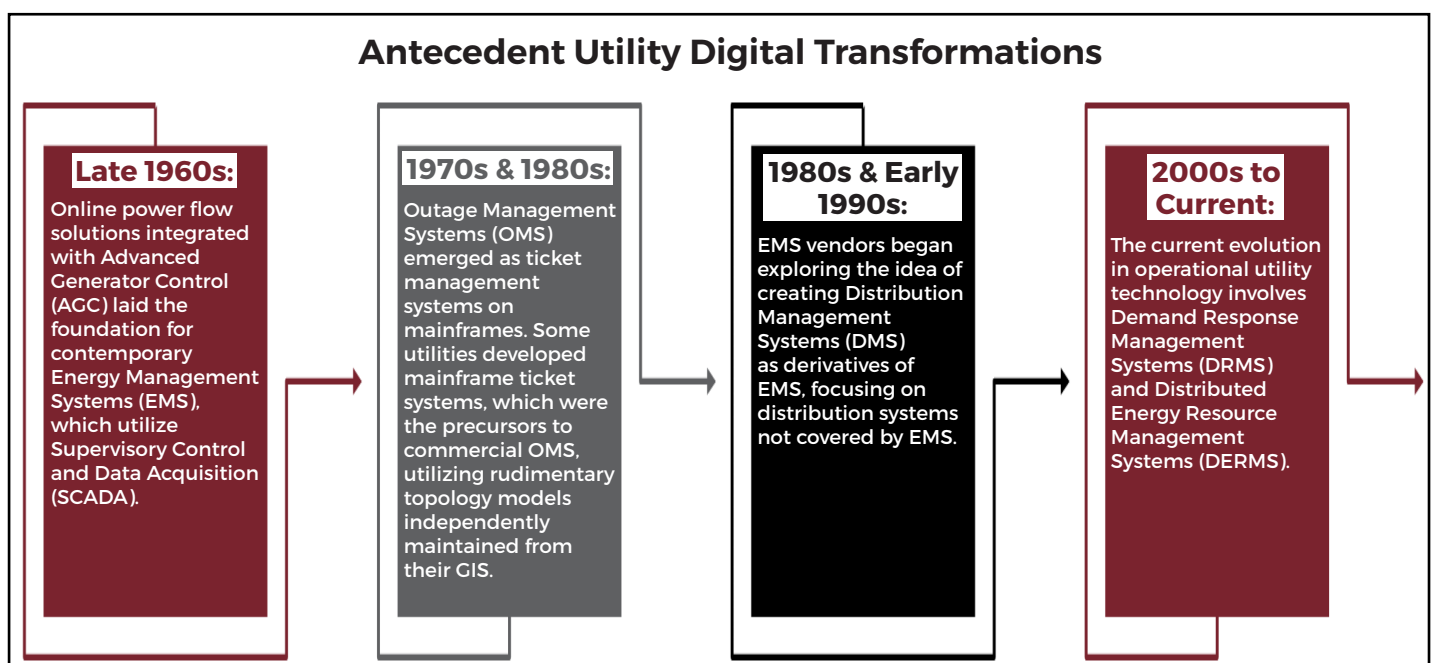 Antecedent Utility Digital Transformations
Late 1960s:
Online power flow
solutions integrated
with Advanced
Generator Control
(AGC) laid the
foundation for
contemporary
Energy Management
Systems (EMS),
which utilize
Supervisory Control
and Data Acquisition
(SCADA).
1970s & 1980s:
Outage Management
Systems (OMS)
emerged as ticket
management
systems on
mainframes. Some
utilities developed
mainframe ticket
systems, which were
the precursors to
commercial OMS,
utilizing rudimentary
topology models
independently
maintained from
their GIS.
1980s & Early
1990s:
EMS vendors began
exploring the idea of
creating Distribution
Management
Systems (DMS)
as derivatives of
EMS, focusing on
distribution systems
not covered by EMS.
2000s to
Current:
The current evolution
in operational utility
technology involves
Demand Response
Management
Systems (DRMS)
and Distributed
Energy Resource
Management
Systems (DERMS).